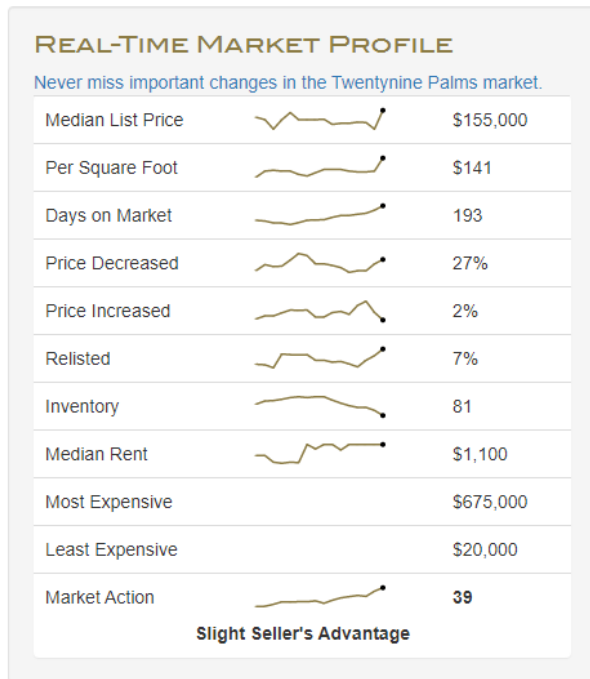 Real-Time Market Profile
Never miss important changes in the Twentynine Palms market.
Median List Price $155,000
Per Square Foot $141
Days on Market 193
Price Decreased 27%
Price Increased 2%
Relisted 7%
Inventory 81
Median Rent $1,100
Most Expensive $675,000
Least Expensive $20,000
Market Action 39
Slight Seller's Advantage